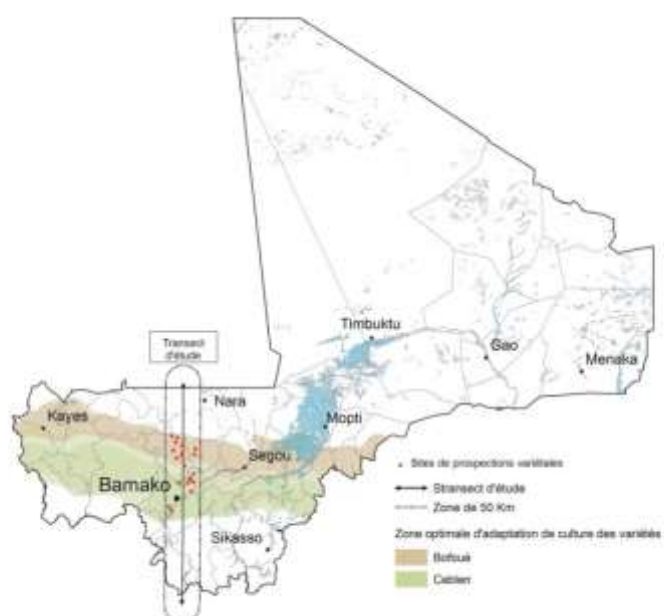 Timbuktu
Gao
Menaka
Transect
d'étude
Nara
Kayes
Mopti
Segou
Bamako
Sikasso
Sites de prospections variétales
Stransect d'étude
Zone de 50 Km
Zone optimale d'adaptation de culture des variétés
Boifoué
Cablen